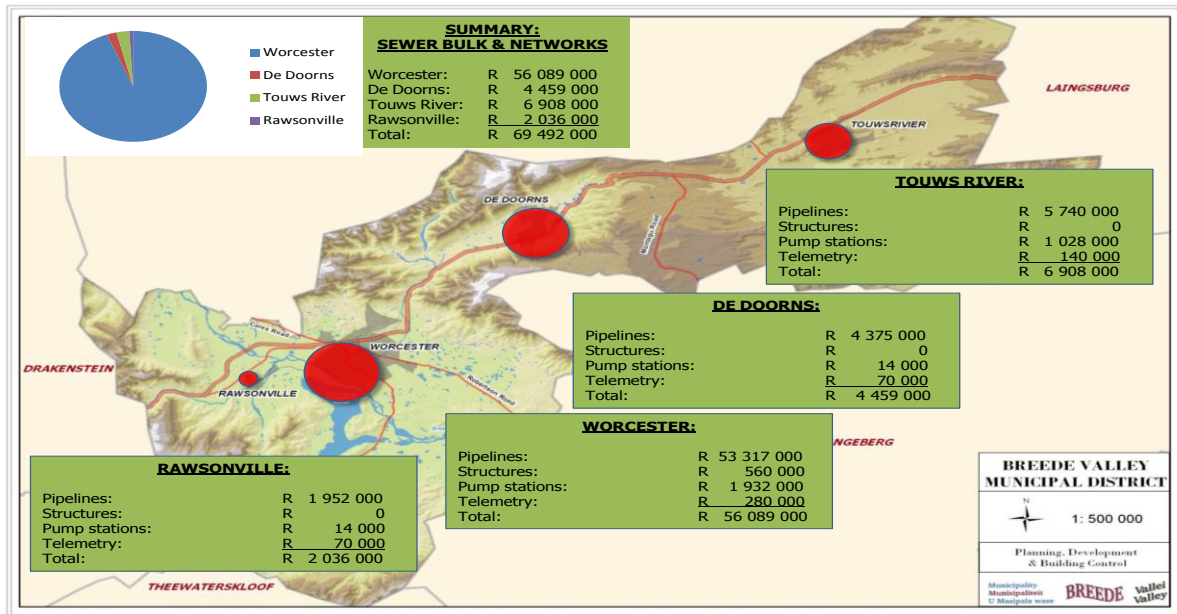 Worcester
De Doorns
Touws River
Rawsonville
SUMMARY:
SEWER BULK & NETWORKS
Worcester: R 56 089 000
De Doorns: R 4 459 000
Touws River: R 6 908 000
Rawsonville: R 2 036 000
Total: R 69 492 000
LAINGSBURG
TOUWSRIVIER
TOUWS RIVER:
Pipelines: R 5 740 000
Structures: R 0
Pump stations: R 1 028 000
Telemetry: R 140 000
Total: R 6 908 000
DE DOORNS
Montagu Road
DE DOORNS:
Pipelines: R 4 375 000
Structures: R 0
Pump stations: R 14 000
Telemetry: R 70 000
Total: R 4 459 000
Ceres Road
WORCESTER
DRAKENSTEIN
RAWSONVILLE
Robertson Road
WORCESTER:
Pipelines: R 53 317 000
Structures: R 560 000
Pump stations: R 1 932 000
Telemetry: R 280 000
Total: R 56 089 000
NGEBERG
RAWSONVILLE:
Pipelines: R 1 952 000
Structures: R 0
Pump stations: R 14 000
Telemetry: R 70 000
Total: R 2 036 000
THEEWATERSKLOOF
BREEDE VALLEY
MUNICIPAL DISTRICT
N
1: 500 000
Planning, Development
& Building Control
Municipality
Munisipaliteit
U Masipala wase
BREEDE
Vallei
Valley